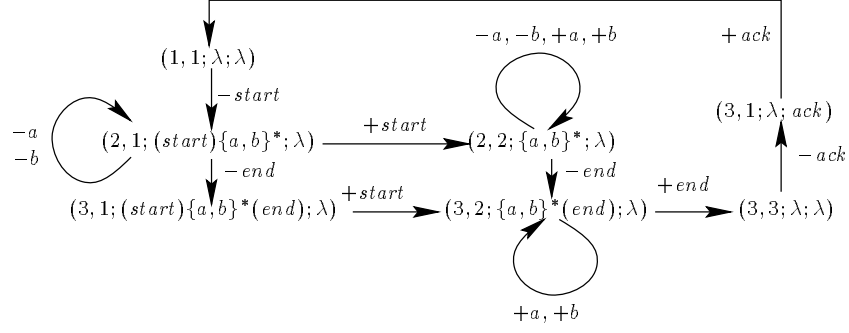 (1, 1; λ; λ)
−a, −b, +a, +b
+ack
−start
(3, 1; λ; ack)
−a
−b
(2, 1; (start){a, b}*; λ)
+start
(2, 2; {a, b}*; λ)
−end
−end
−ack
(3, 1; (start){a, b}*(end); λ)
+start
(3, 2; {a, b}*(end); λ)
+end
(3, 3; λ; λ)
+a, +b